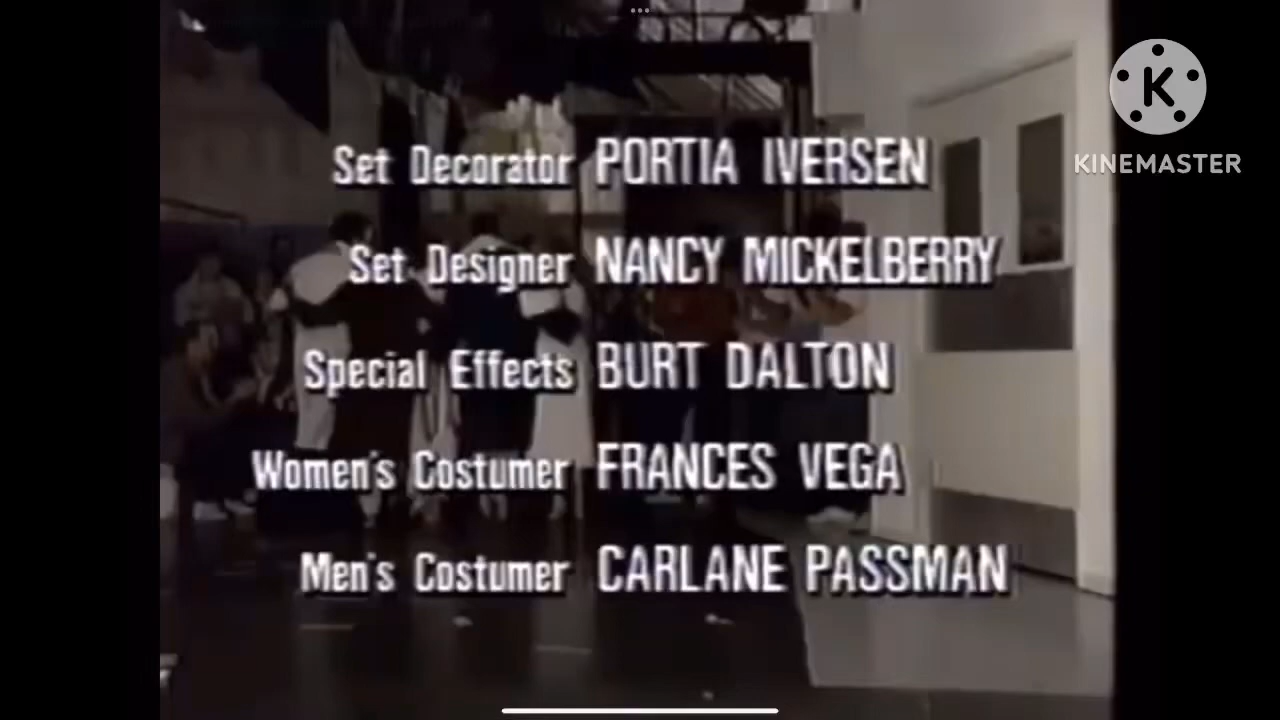 Set Decorator PORTIA IVERSEN
Set Designer NANCY MICKELBERRY
Special Effects BURT DALTON
Women's Costumer FRANCES VEGA
Men's Costumer CARLANE PASSMAN
K
KINEMASTER